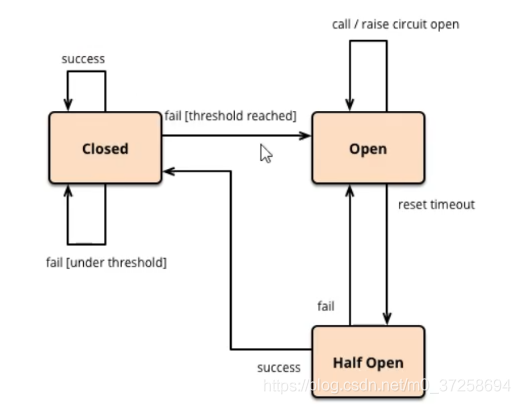 call / raise circuit open
success
fail [threshold reached]
Closed
Open
reset timeout
fail [under threshold]
fail
Half Open
success
https://blog.csdn.net/m0_37258694